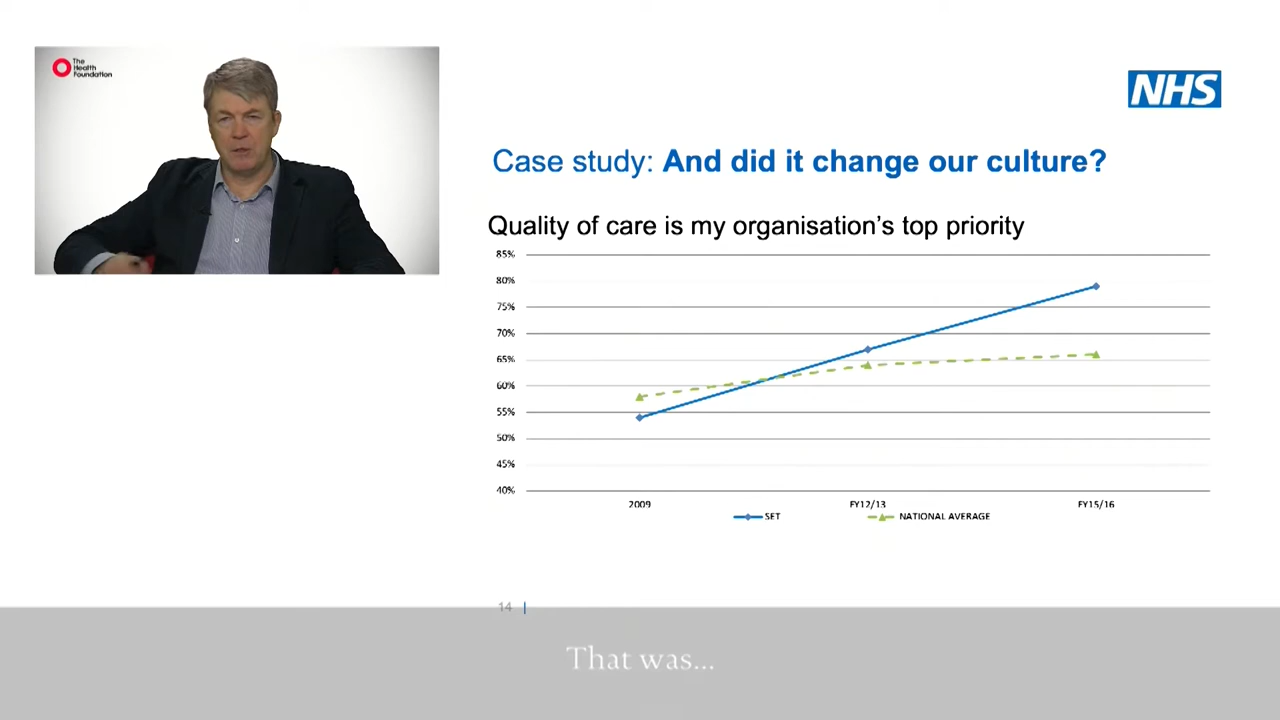 The
Health
Foundation
NHS
Case study: And did it change our culture?
Quality of care is my organisation's top priority
85%
80%
75%
70%
65%
60%
55%
50%
45%
40%
2009 FY12/13 FY15/16
SET NATIONAL AVERAGE
14
That was...